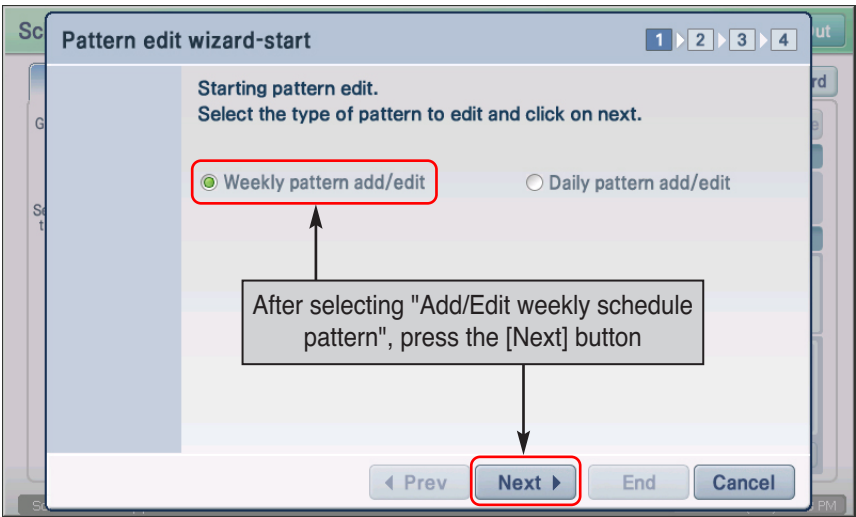 Pattern edit wizard-start
1 2 3 4
Starting pattern edit.
Select the type of pattern to edit and click on next.
Weekly pattern add/edit
Daily pattern add/edit
After selecting "Add/Edit weekly schedule
pattern", press the [Next] button
Prev Next End Cancel
PM